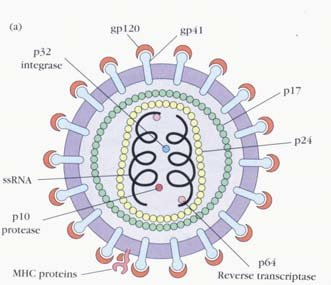 (a)
gp120
gp41
p32
integrase
p17
p24
ssRNA
p10
protease
p64
Reverse transcriptase
MHC proteins